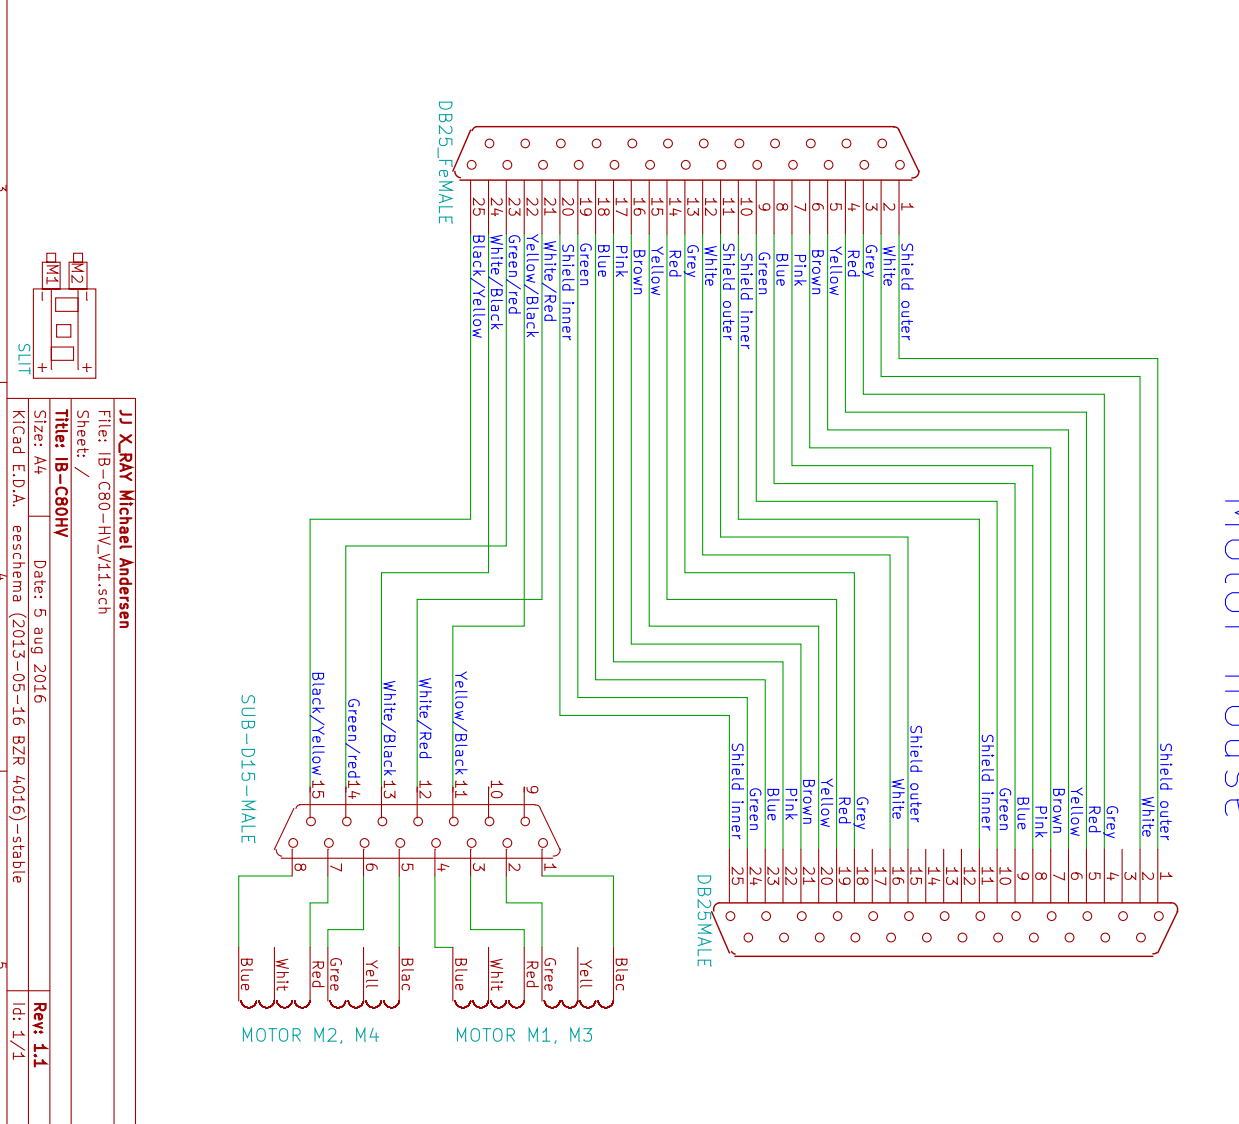 DB25_FeMALE
1
2
3
4
5
6
7
8
9
10
11
12
13
14
15
16
17
18
19
20
21
22
23
24
25
Shield outer
White
Grey
Red
Yellow
Brown
Pink
Blue
Green
Shield inner
Shield outer
White
Grey
Red
Yellow
Brown
Pink
Blue
Green
Shield inner
White/Red
Yellow/Black
Green/red
White/Black
Black/Yellow
Shield outer
White
Grey
Red
Yellow
Brown
Pink
Blue
Green
Shield inner
Shield outer
White
Grey
Red
Yellow
Brown
Pink
Blue
Green
Shield inner
1
2
3
4
5
6
7
8
9
10
11
12
13
14
15
16
17
18
19
20
21
22
23
24
25
DB25MALE
Yellow/Black
White/Red
White/Black
Green/red
Black/Yellow
9
10
11
12
13
14
15
SUB-D15-MALE
1
2
3
4
5
6
7
8
Blac
Yell
Gree
Red
Whit
Blue
Blac
Yell
Gree
Red
Whit
Blue
MOTOR M1, M3
MOTOR M2, M4
M2
M1
-
-
+
+
SLIT
JJ X_RAY Michael Andersen
File: IB-C80-HV_V11.sch
Sheet: /
Title: IB-C80HV
Size: A4
Date: 5 aug 2016
Rev: 1.1
KiCad E.D.A.
eeschema (2013-05-16 BZR 4016)-stable
Id: 1/1
3
4
5